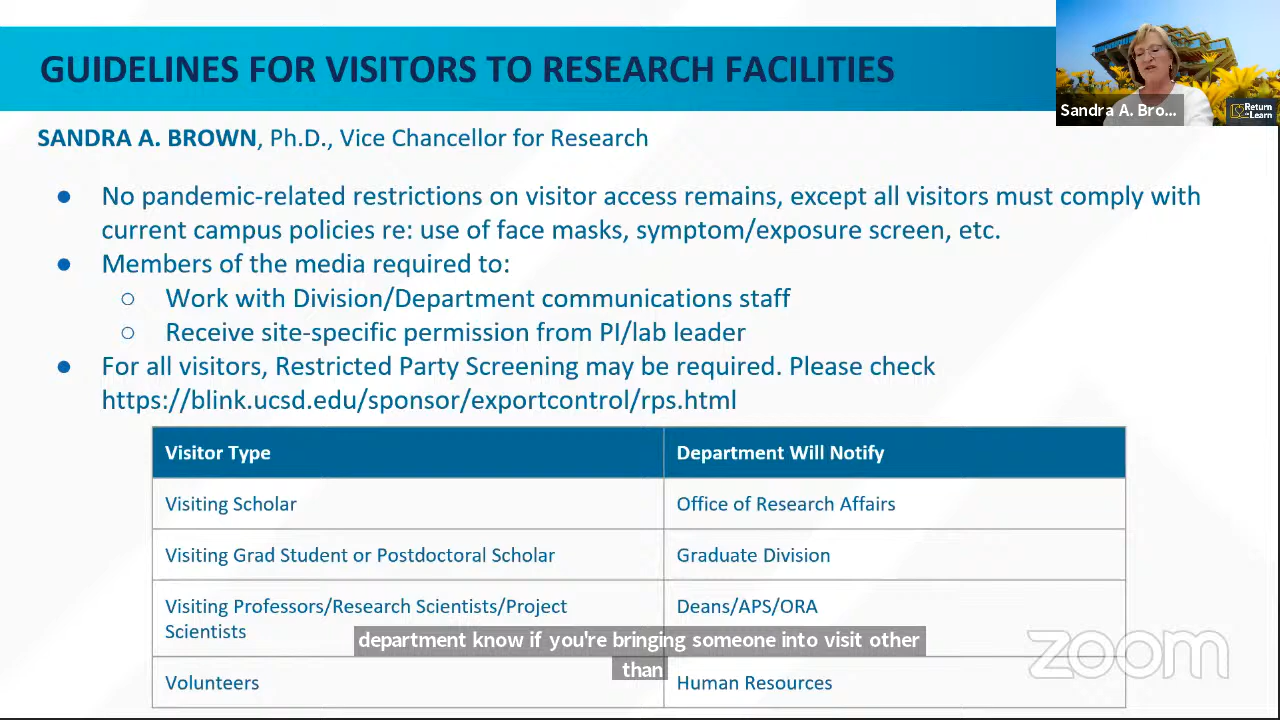 GUIDELINES FOR VISITORS TO RESEARCH FACILITIES
Sandra A. Bro...
Return
to Learn
SANDRA A. BROWN, Ph.D., Vice Chancellor for Research
● No pandemic-related restrictions on visitor access remains, except all visitors must comply with
current campus policies re: use of face masks, symptom/exposure screen, etc.
● Members of the media required to:
○ Work with Division/Department communications staff
○ Receive site-specific permission from PI/lab leader
● For all visitors, Restricted Party Screening may be required. Please check
https://blink.ucsd.edu/sponsor/exportcontrol/rps.html
Visitor Type Department Will Notify
Visiting Scholar Office of Research Affairs
Visiting Grad Student or Postdoctoral Scholar Graduate Division
Visiting Professors/Research Scientists/Project Deans/APS/ORA
Scientists
department know if you're bringing someone into visit other
than
zoom
Volunteers Human Resources